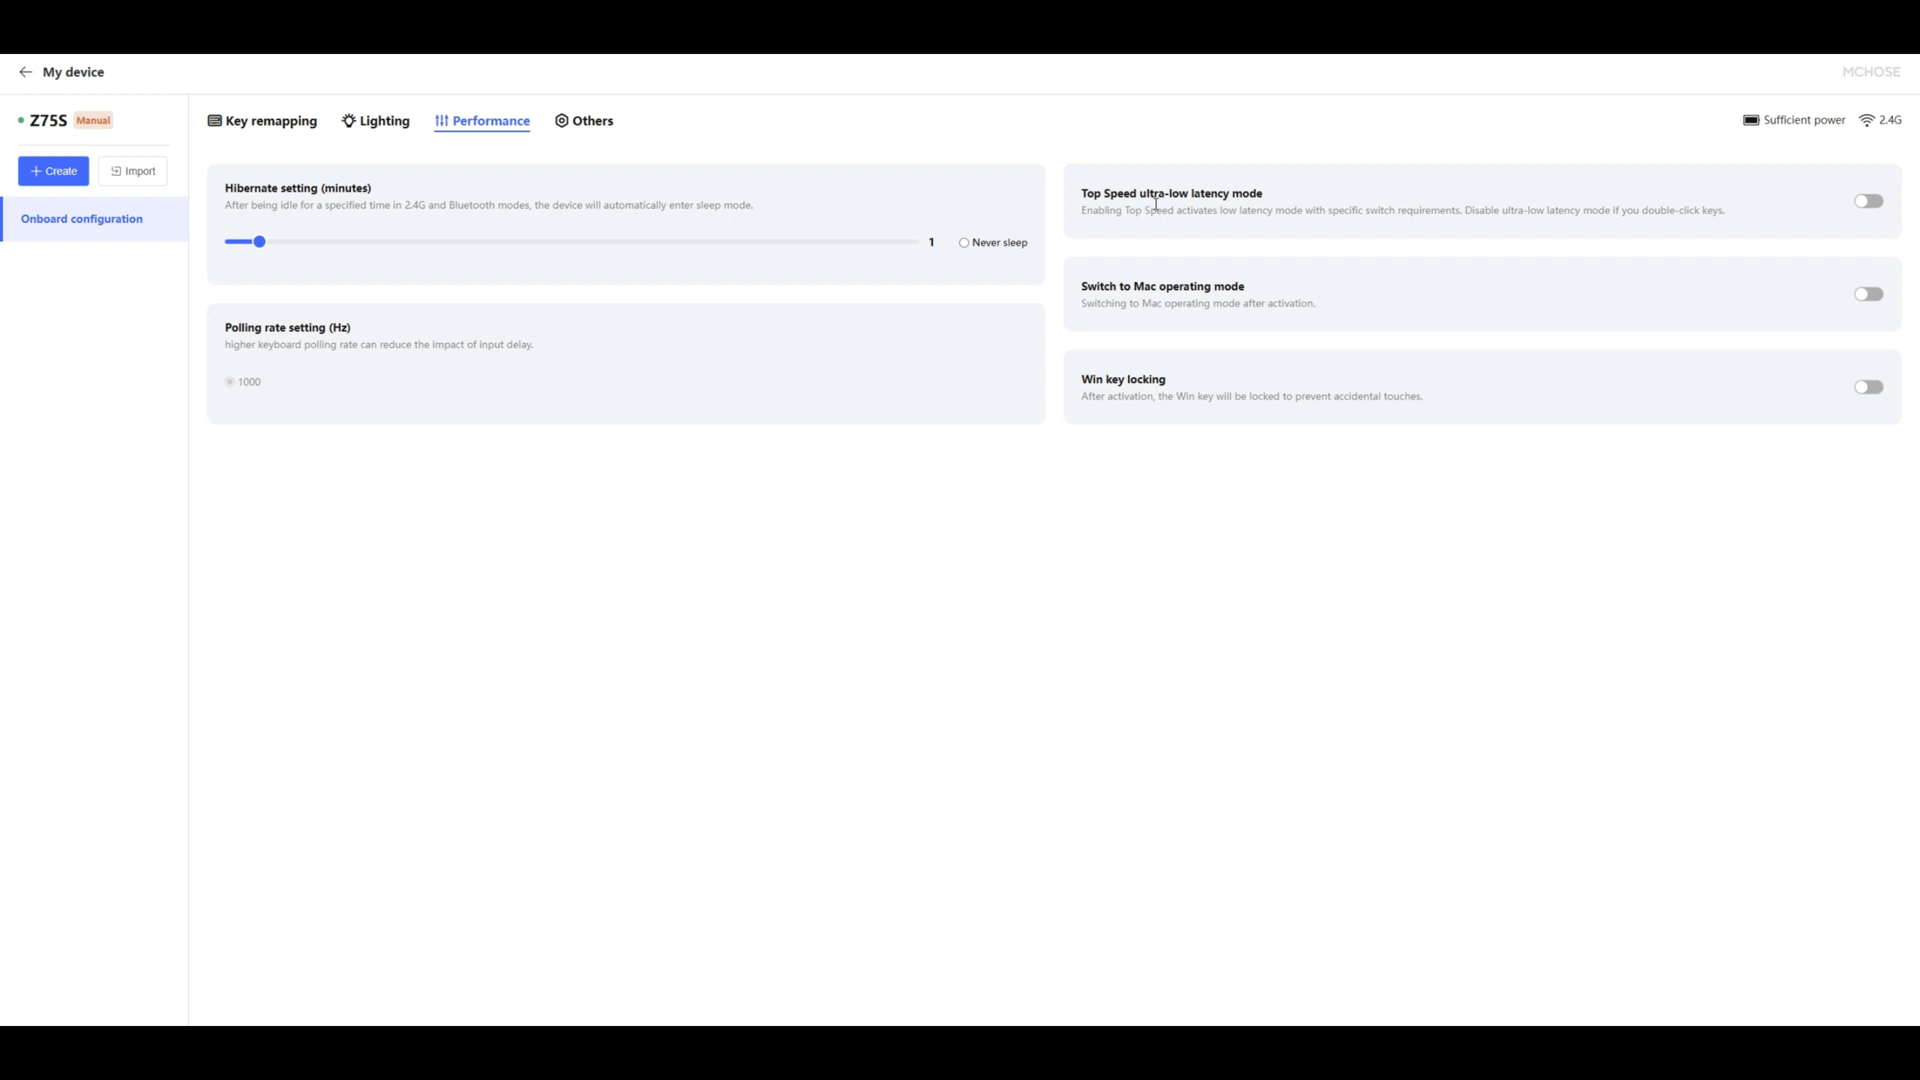 My device
MCHOSE
Z75S Manual
Create
Import
Onboard configuration
Key remapping
Lighting
Performance
Others
Sufficient power
2.4G
Hibernate setting (minutes)
After being idle for a specified time in 2.4G and Bluetooth modes, the device will automatically enter sleep mode.
1
Never sleep
Polling rate setting (Hz)
higher keyboard polling rate can reduce the impact of input delay.
1000
Top Speed ultra-low latency mode
Enabling Top Speed activates low latency mode with specific switch requirements. Disable ultra-low latency mode if you double-click keys.
Switch to Mac operating mode
Switching to Mac operating mode after activation.
Win key locking
After activation, the Win key will be locked to prevent accidental touches.